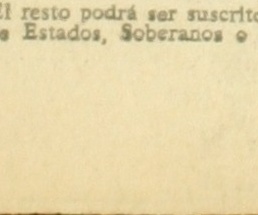 El resto podrá ser suscrito
s Estados, Soberanos o